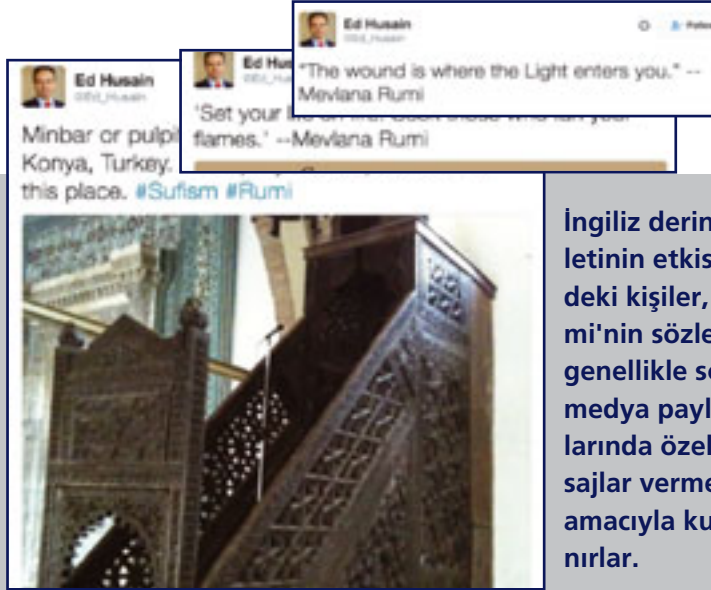 Ed Husain
@Ed_Husain
"The wound is where the Light enters you." --
Mevlana Rumi
Ed Hus
'Set your
flames.' --Mevlana Rumi
Ed Husain
@Ed_Husain
Minbar or pulpi
Konya, Turkey.
this place. #Sufism #Rumi
İngiliz derin
letinin etkis
deki kişiler,
mi'nin sözle
genellikle so
medya payl
larında özel
sajlar verme
amacıyla ku
nırlar.